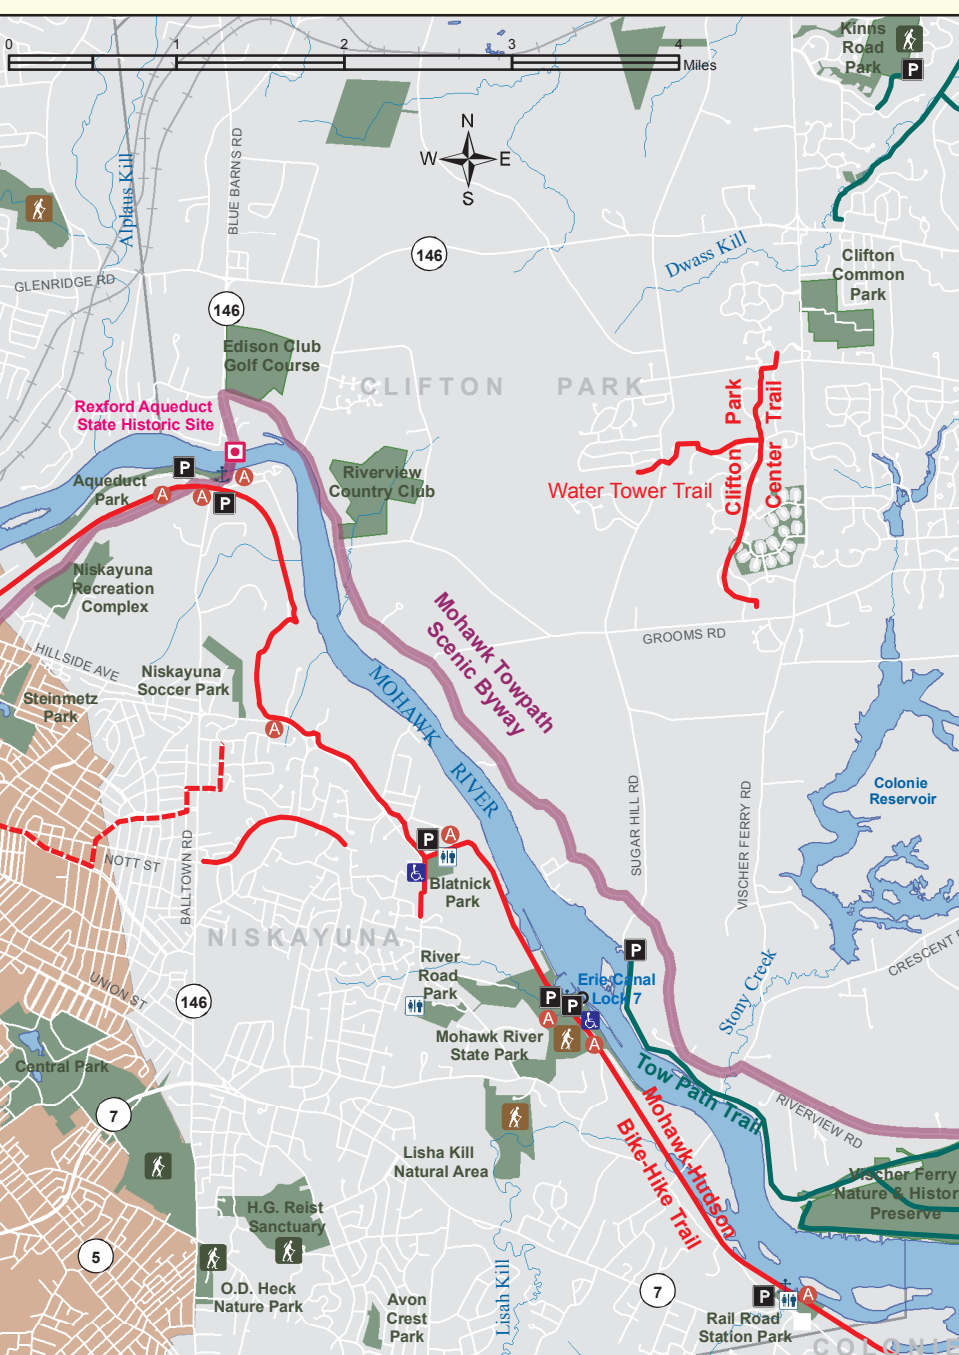 Kinns
Road
Park
P
0 1 2 3 4
Miles
N
W E
S
Alplaus Kill
BLUE BARNS RD
146
Dwass Kill
Clifton
Common
Park
GLENRIDGE RD
146
Edison Club
Golf Course
CLIFTON PARK
Rexford Aqueduct
State Historic Site
Clifton Park
Center Trail
P
Aqueduct
Park
A
A
A
P
Riverview
Country Club
Water Tower Trail
Niskayuna
Recreation
Complex
Mohawk Towpath
Scenic Byway
GROOMS RD
HILLSIDE AVE
Niskayuna
Soccer Park
Steinmetz
Park
MOHAWK
RIVER
A
Colonie
Reservoir
SUGAR HILL RD
VISCHER FERRY RD
P
A
NOTT ST
BALLTOWN RD
Blatnick
Park
NISKAYUNA
P
CRESCENT
River
Road
Park
Erie Canal
Lock 7
UNION ST
146
P
P
A
Stony Creek
Mohawk River
State Park
A
Central Park
Tow Path Trail
7
RIVERVIEW RD
Mohawk-Hudson
Bike-Hike Trail
Lisha Kill
Natural Area
Vischer Ferry
Nature & Histor
Preserve
H.G. Reist
Sanctuary
5
Lisah Kill
O.D. Heck
Nature Park
7
P
A
Avon
Crest
Park
Rail Road
Station Park
COLONIE